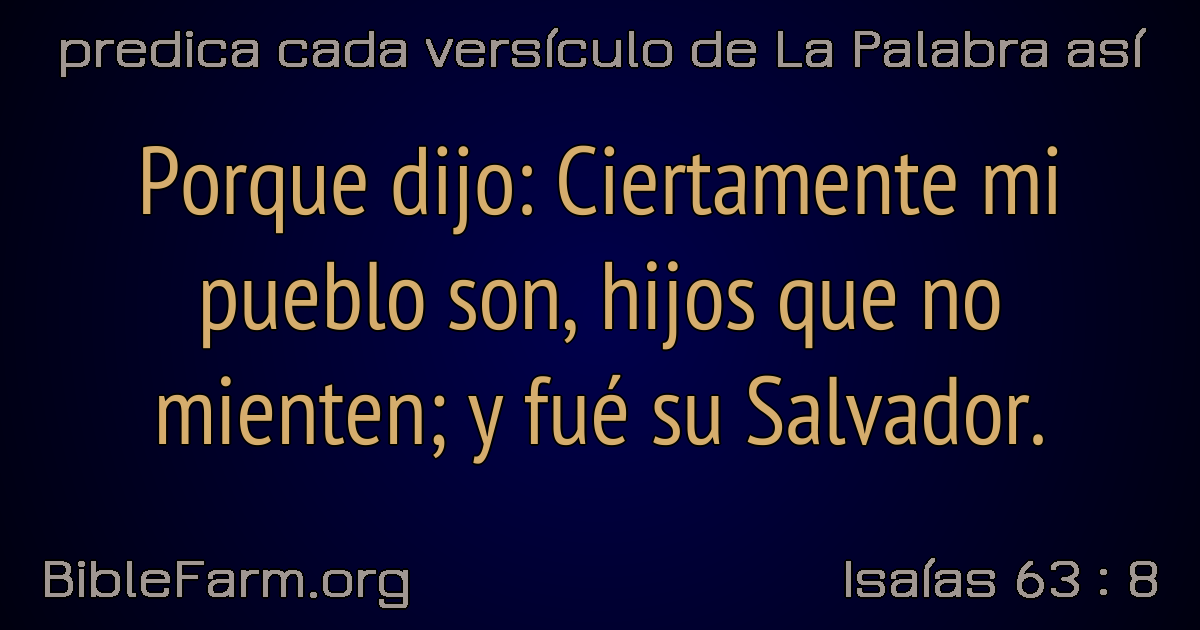 predica cada versículo de La Palabra así
Porque dijo: Ciertamente mi
pueblo son, hijos que no
mienten; y fué su Salvador.
BibleFarm.org
Isaías 63 : 8